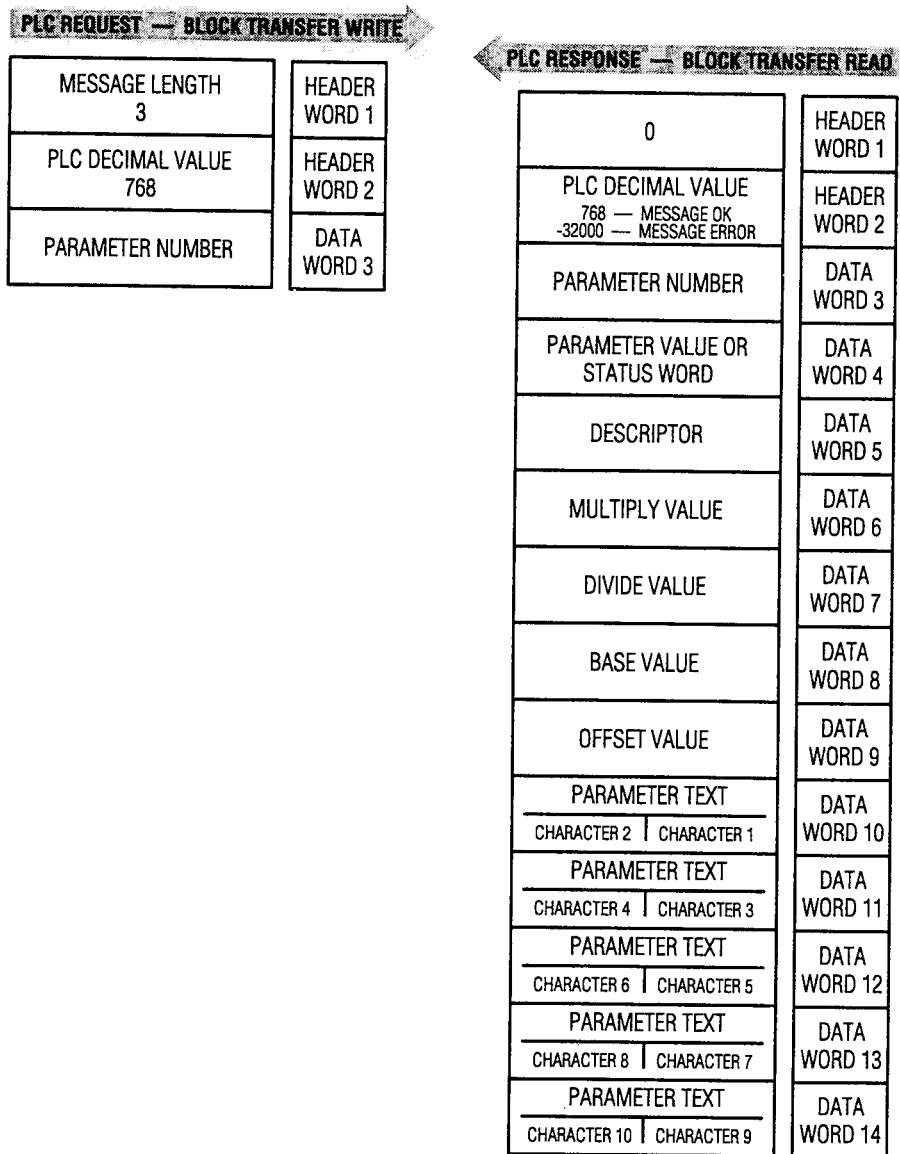 PLC REQUEST — BLOCK TRANSFER WRITE
MESSAGE LENGTH
3
HEADER
WORD 1
PLC DECIMAL VALUE
768
HEADER
WORD 2
PARAMETER NUMBER
DATA
WORD 3
PLC RESPONSE — BLOCK TRANSFER READ
0
HEADER
WORD 1
PLC DECIMAL VALUE
768 — MESSAGE OK
-32000 — MESSAGE ERROR
HEADER
WORD 2
PARAMETER NUMBER
DATA
WORD 3
PARAMETER VALUE OR
STATUS WORD
DATA
WORD 4
DESCRIPTOR
DATA
WORD 5
MULTIPLY VALUE
DATA
WORD 6
DIVIDE VALUE
DATA
WORD 7
BASE VALUE
DATA
WORD 8
OFFSET VALUE
DATA
WORD 9
PARAMETER TEXT
CHARACTER 2 CHARACTER 1
DATA
WORD 10
PARAMETER TEXT
CHARACTER 4 CHARACTER 3
DATA
WORD 11
PARAMETER TEXT
CHARACTER 6 CHARACTER 5
DATA
WORD 12
PARAMETER TEXT
CHARACTER 8 CHARACTER 7
DATA
WORD 13
PARAMETER TEXT
CHARACTER 10 CHARACTER 9
DATA
WORD 14